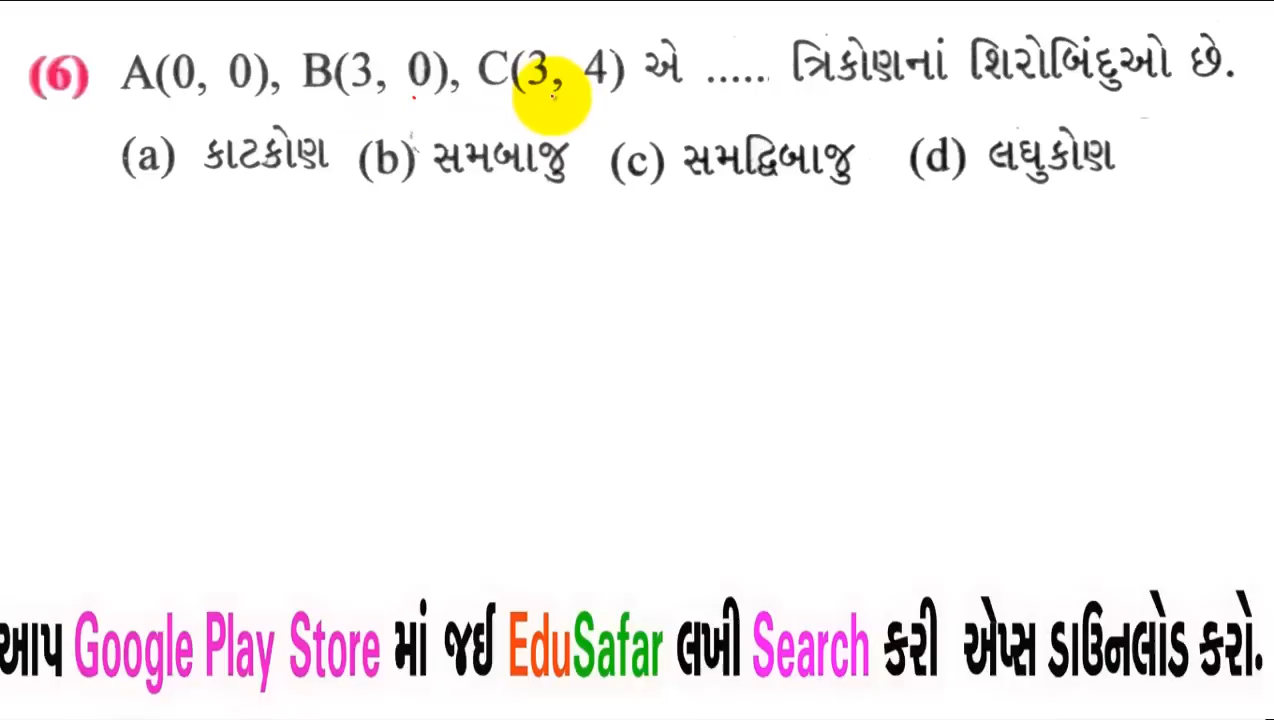 (6) A(0, 0), B(3, 0), C(3, 4) એ ...... ત્રિકોણનાં શિરોબિંદુઓ છે.
(a) કાટકોણ (b) સમબાજુ (c) સમદ્વિબાજુ (d) લઘુકોણ
આપ Google Play Store માં જઈ EduSafar લખી Search કરી એપ્સ ડાઉનલોડ કરો.